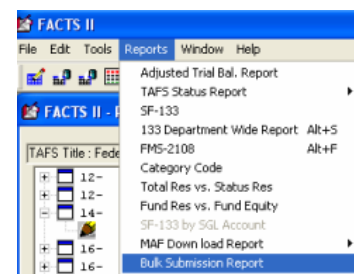 FACTS II
File Edit Tools Reports Window Help
Adjusted Trial Bal. Report
TAFS Status Report
SF-133
FACTS II -
133 Department Wide Report Alt+S
FMS-2108 Alt+F
TAFS Title : Fede
Category Code
12-
Total Res vs. Status Res
12-
Fund Res vs. Fund Equity
14-
SF-133 by SGL Account
MAF Down load Report
16-
Bulk Submission Report
16-